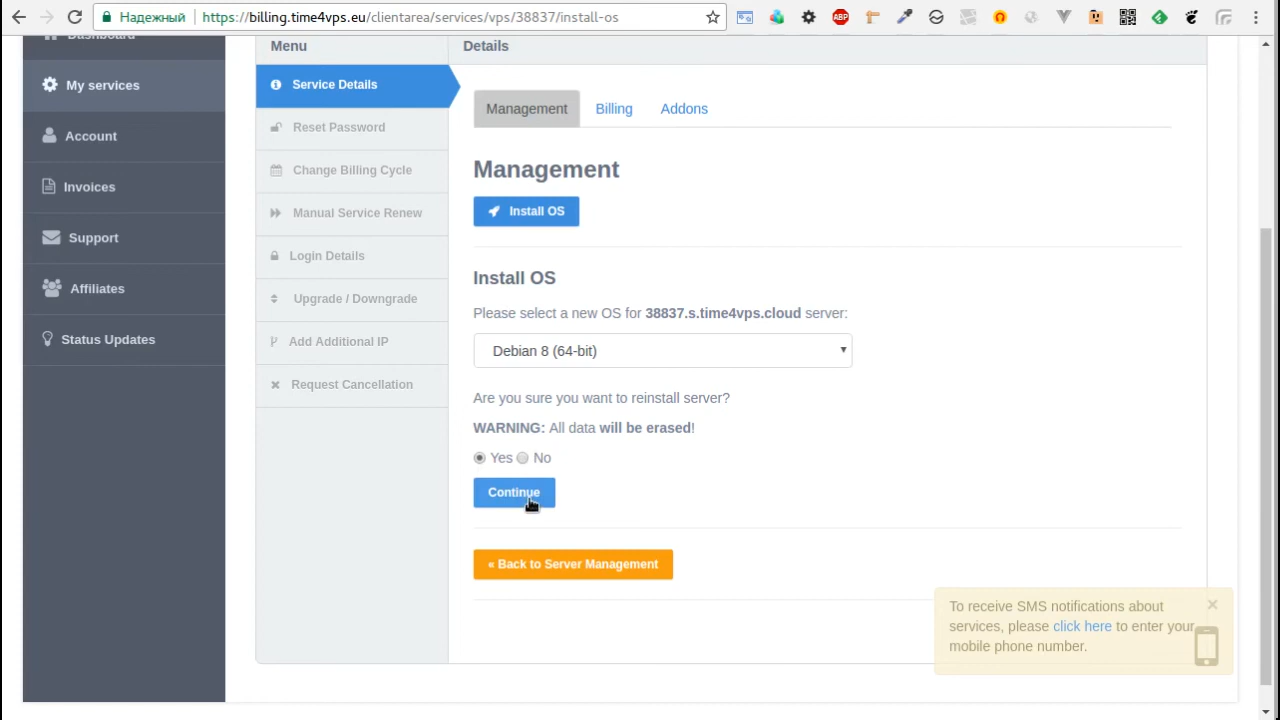 Надежный
https://billing.time4vps.eu/clientarea/services/vps/38837/install-os
ABP
Dashboard
My services
Account
Invoices
Support
Affiliates
Status Updates
Menu
Service Details
Reset Password
Change Billing Cycle
Manual Service Renew
Login Details
Upgrade / Downgrade
Add Additional IP
Request Cancellation
Details
Management Billing Addons
Management
Install OS
Install OS
Please select a new OS for 38837.s.time4vps.cloud server:
Debian 8 (64-bit)
Are you sure you want to reinstall server?
WARNING: All data will be erased!
Yes No
Continue
« Back to Server Management
To receive SMS notifications about
services, please click here to enter your
mobile phone number.